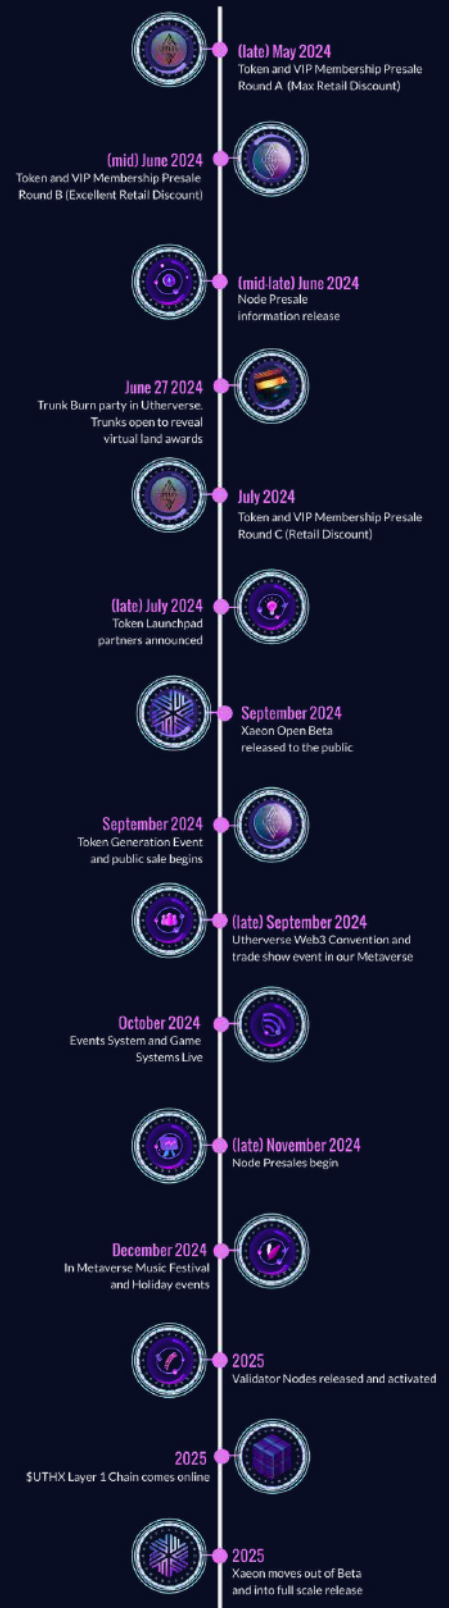 (late) May 2024
Token and VIP Membership Presale
Round A (Max Retail Discount)
(mid) June 2024
Token and VIP Membership Presale
Round B (Excellent Retail Discount)
(mid-late) June 2024
Node Presale
information release
June 27 2024
Trunk Burn party in Utherverse.
Trunks open to reveal
virtual land awards
July 2024
Token and VIP Membership Presale
Round C (Retail Discount)
(late) July 2024
Token Launchpad
partners announced
September 2024
Xaeon Open Beta
released to the public
September 2024
Token Generation Event
and public sale begins
(late) September 2024
Utherverse Web3 Convention and
trade show event in our Metaverse
October 2024
Events System and Game
Systems Live
(late) November 2024
Node Presales begin
December 2024
In Metaverse Music Festival
and Holiday events
2025
Validator Nodes released and activated
2025
$UTHX Layer 1 Chain comes online
2025
Xaeon moves out of Beta
and into full scale release